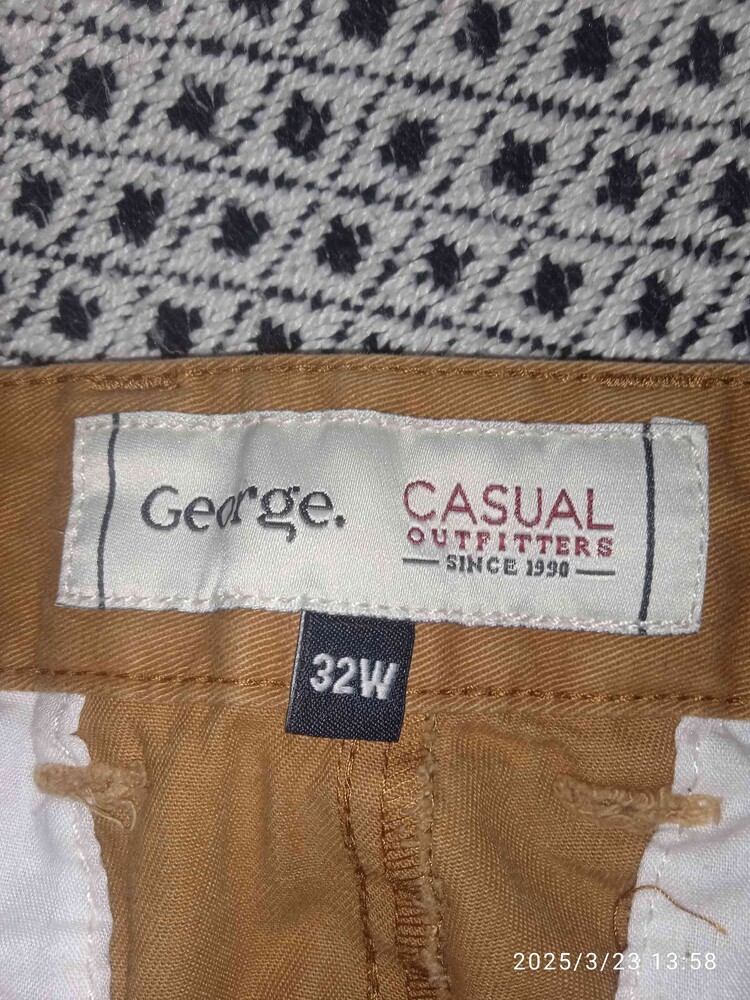 George.
CASUAL
OUTFITTERS
SINCE 1990
32W
2025/3/23 13:58